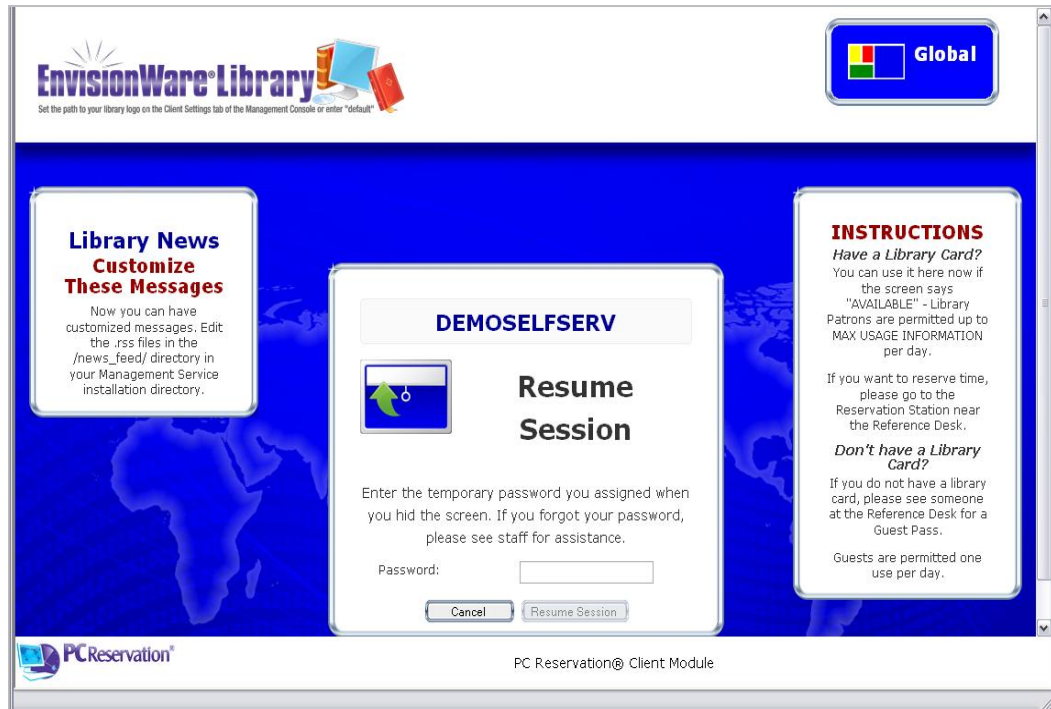 EnvisionWare® Library
Set the path to your library logo on the Client Settings tab of the Management Console or enter "default"
Global
Library News
Customize
These Messages
Now you can have
customized messages. Edit
the .rss files in the
/news_feed/ directory in
your Management Service
installation directory.
DEMOSELFSERV
Resume
Session
Enter the temporary password you assigned when
you hid the screen. If you forgot your password,
please see staff for assistance.
Password:
Cancel
Resume Session
INSTRUCTIONS
Have a Library Card?
You can use it here now if
the screen says
"AVAILABLE" - Library
Patrons are permitted up to
MAX USAGE INFORMATION
per day.
If you want to reserve time,
please go to the
Reservation Station near
the Reference Desk.
Don't have a Library
Card?
If you do not have a library
card, please see someone
at the Reference Desk for a
Guest Pass.
Guests are permitted one
use per day.
PCReservation®
PC Reservation® Client Module